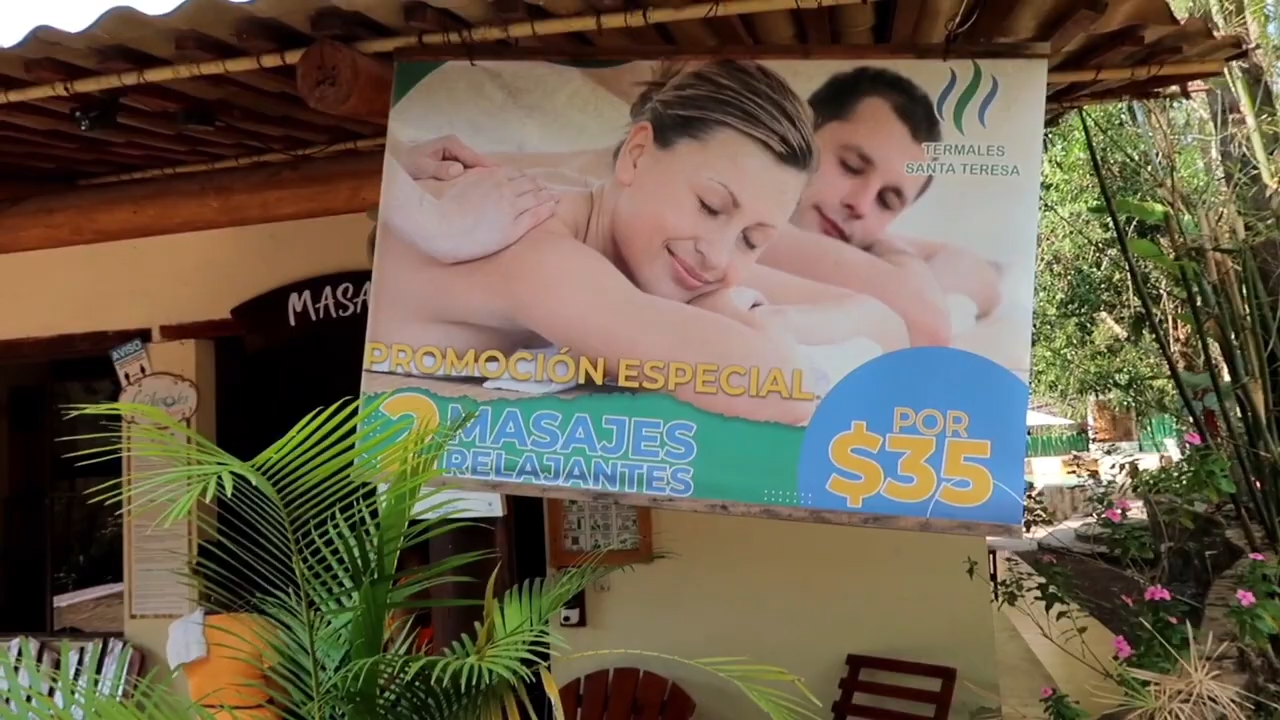 TERMALES
SANTA TERESA
MASA
AVISO
PROMOCIÓN ESPECIAL
2 MASAJES
RELAJANTES
POR
$35